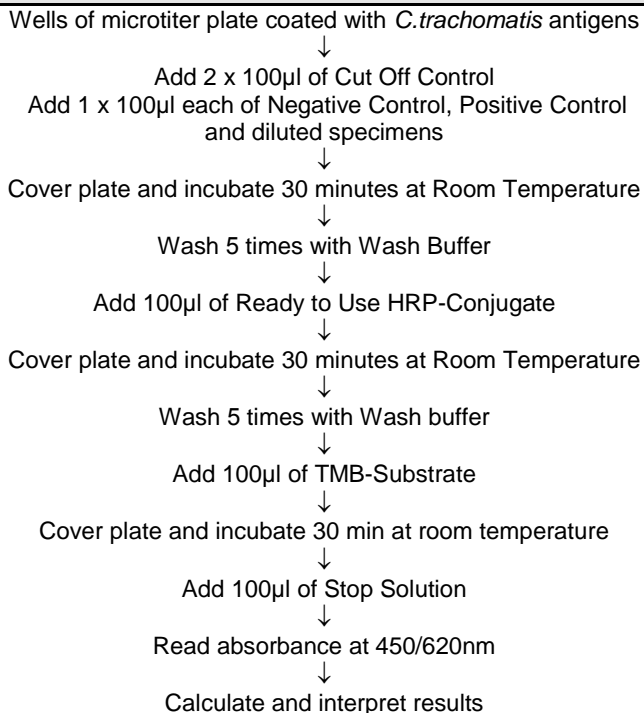 Wells of microtiter plate coated with C.trachomatis antigens
↓
Add 2 x 100µl of Cut Off Control
Add 1 x 100µl each of Negative Control, Positive Control
and diluted specimens
↓
Cover plate and incubate 30 minutes at Room Temperature
↓
Wash 5 times with Wash Buffer
↓
Add 100µl of Ready to Use HRP-Conjugate
↓
Cover plate and incubate 30 minutes at Room Temperature
↓
Wash 5 times with Wash buffer
↓
Add 100µl of TMB-Substrate
↓
Cover plate and incubate 30 min at room temperature
↓
Add 100µl of Stop Solution
↓
Read absorbance at 450/620nm
↓
Calculate and interpret results